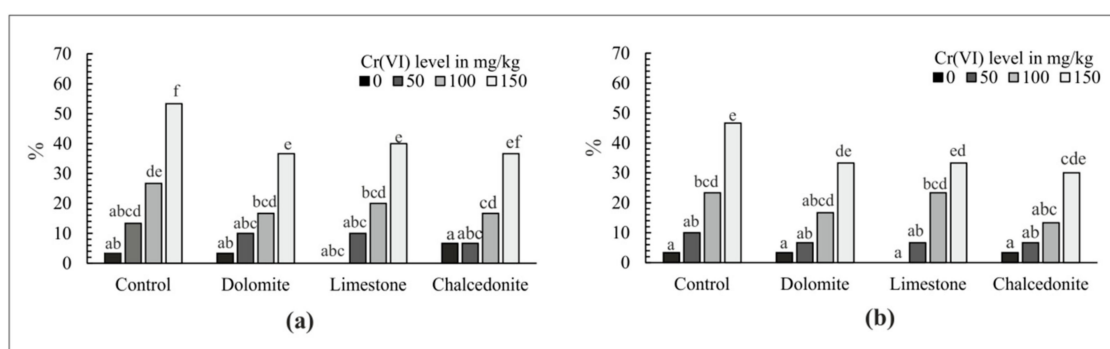 70
60
50
40
30
20
10
0
%
Cr(VI) level in mg/kg
0 50 100 150
ab abcd de f
ab abc bcd e
abc abc bcd e
a abc cd ef
Control Dolomite Limestone Chalcedonite
(a)
70
60
50
40
30
20
10
0
%
Cr(VI) level in mg/kg
0 50 100 150
a ab bcd e
a ab abcd de
a ab bcd ed
a ab abc cde
Control Dolomite Limestone Chalcedonite
(b)